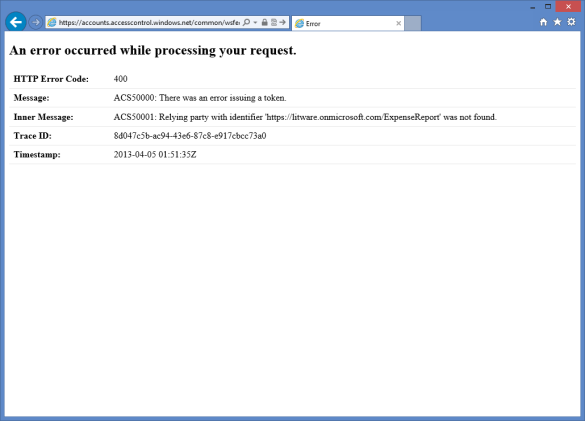 https://accounts.accesscontrol.windows.net/common/wsfe
Error
An error occurred while processing your request.
HTTP Error Code: 400
Message: ACS50000: There was an error issuing a token.
Inner Message: ACS50001: Relying party with identifier 'https://litware.onmicrosoft.com/ExpenseReport' was not found.
Trace ID: 8d047c5b-ac94-43e6-87c8-e917cbcc73a0
Timestamp: 2013-04-05 01:51:35Z